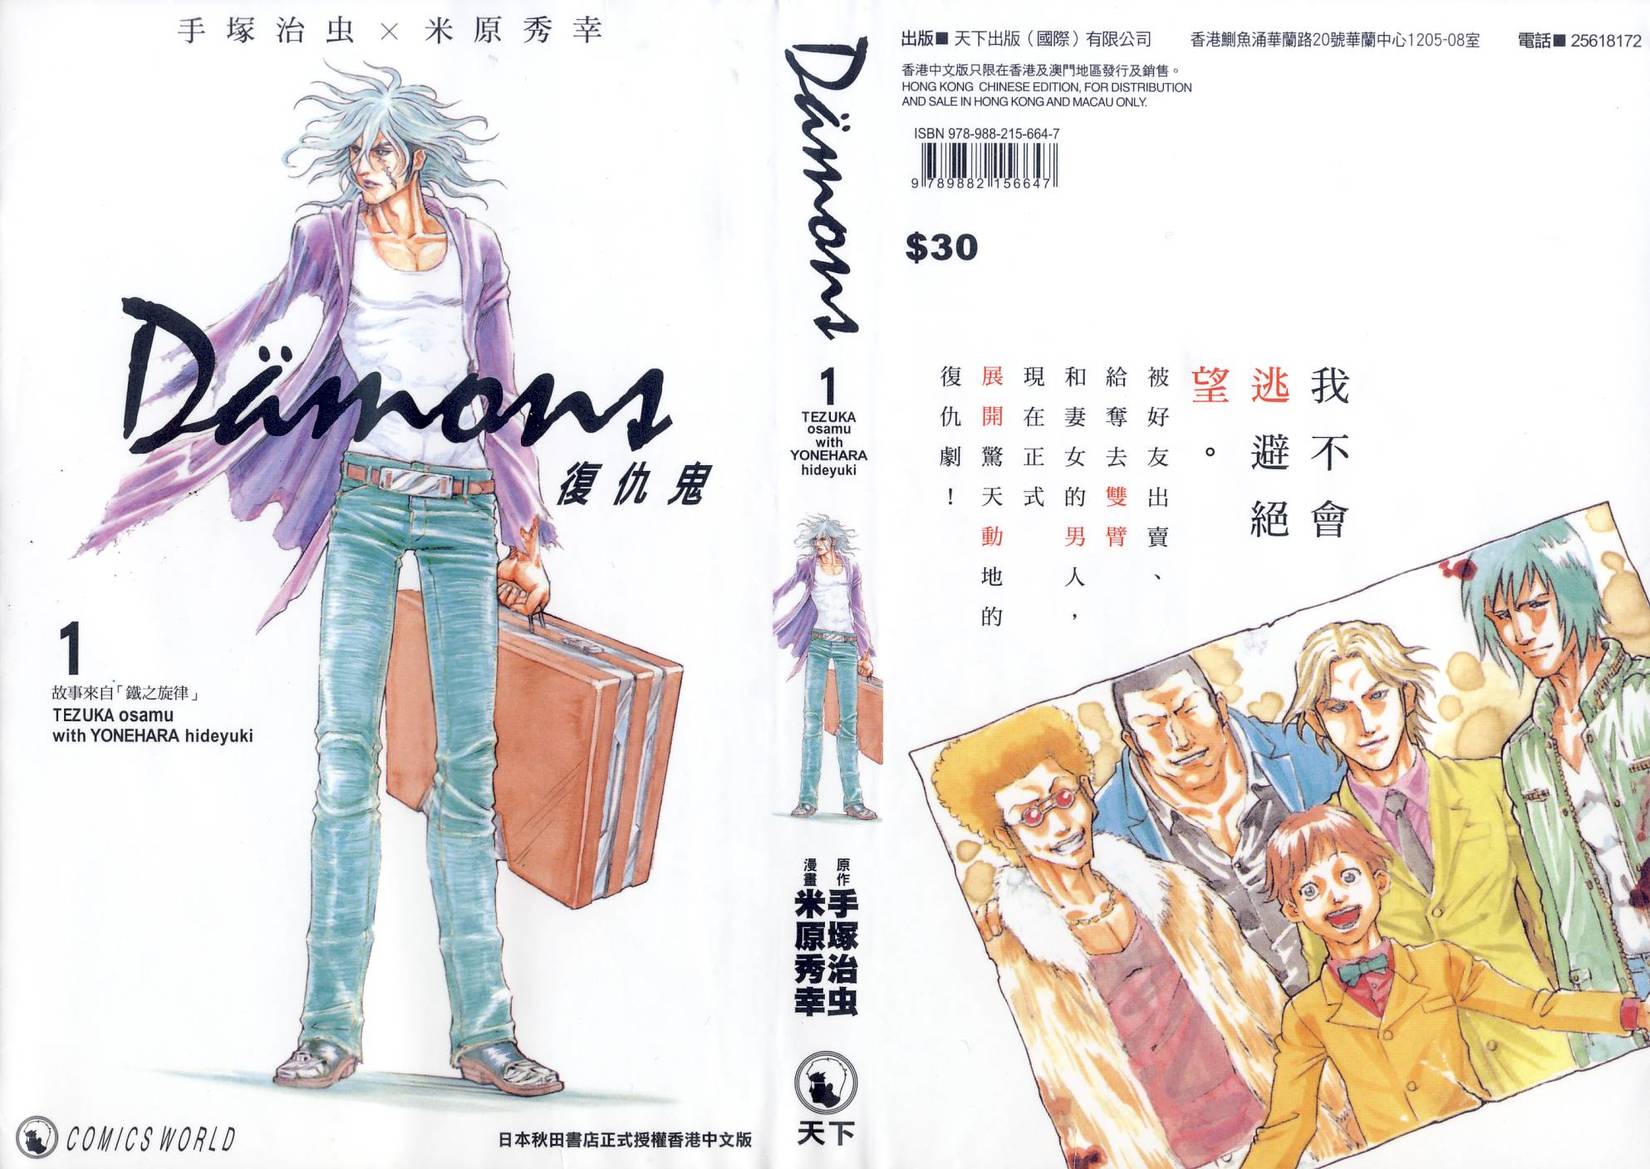 手塚治虫×米原秀幸
Dämons
復仇鬼
1
故事來自「鐵之旋律」
TEZUKA osamu
with YONEHARA hideyuki
COMICS WORLD
日本秋田書店正式授權香港中文版
Dämons
1
TEZUKA
osamu
with
YONEHARA
hideyuki
原作
手塚治虫
漫畫
米原秀幸
天下
出版■ 天下出版（國際）有限公司 香港鰂魚涌華蘭路20號華蘭中心1205-08室 電話■ 25618172
香港中文版只限在香港及澳門地區發行及銷售。
HONG KONG CHINESE EDITION, FOR DISTRIBUTION
AND SALE IN HONG KONG AND MACAU ONLY.
ISBN 978-988-215-664-7
9 789882 156647
$30
我不會
逃避絕
望。
被好友出賣、
給奪去雙臂
和妻女的男人，
現在正式
展開驚天動地的
復仇劇！